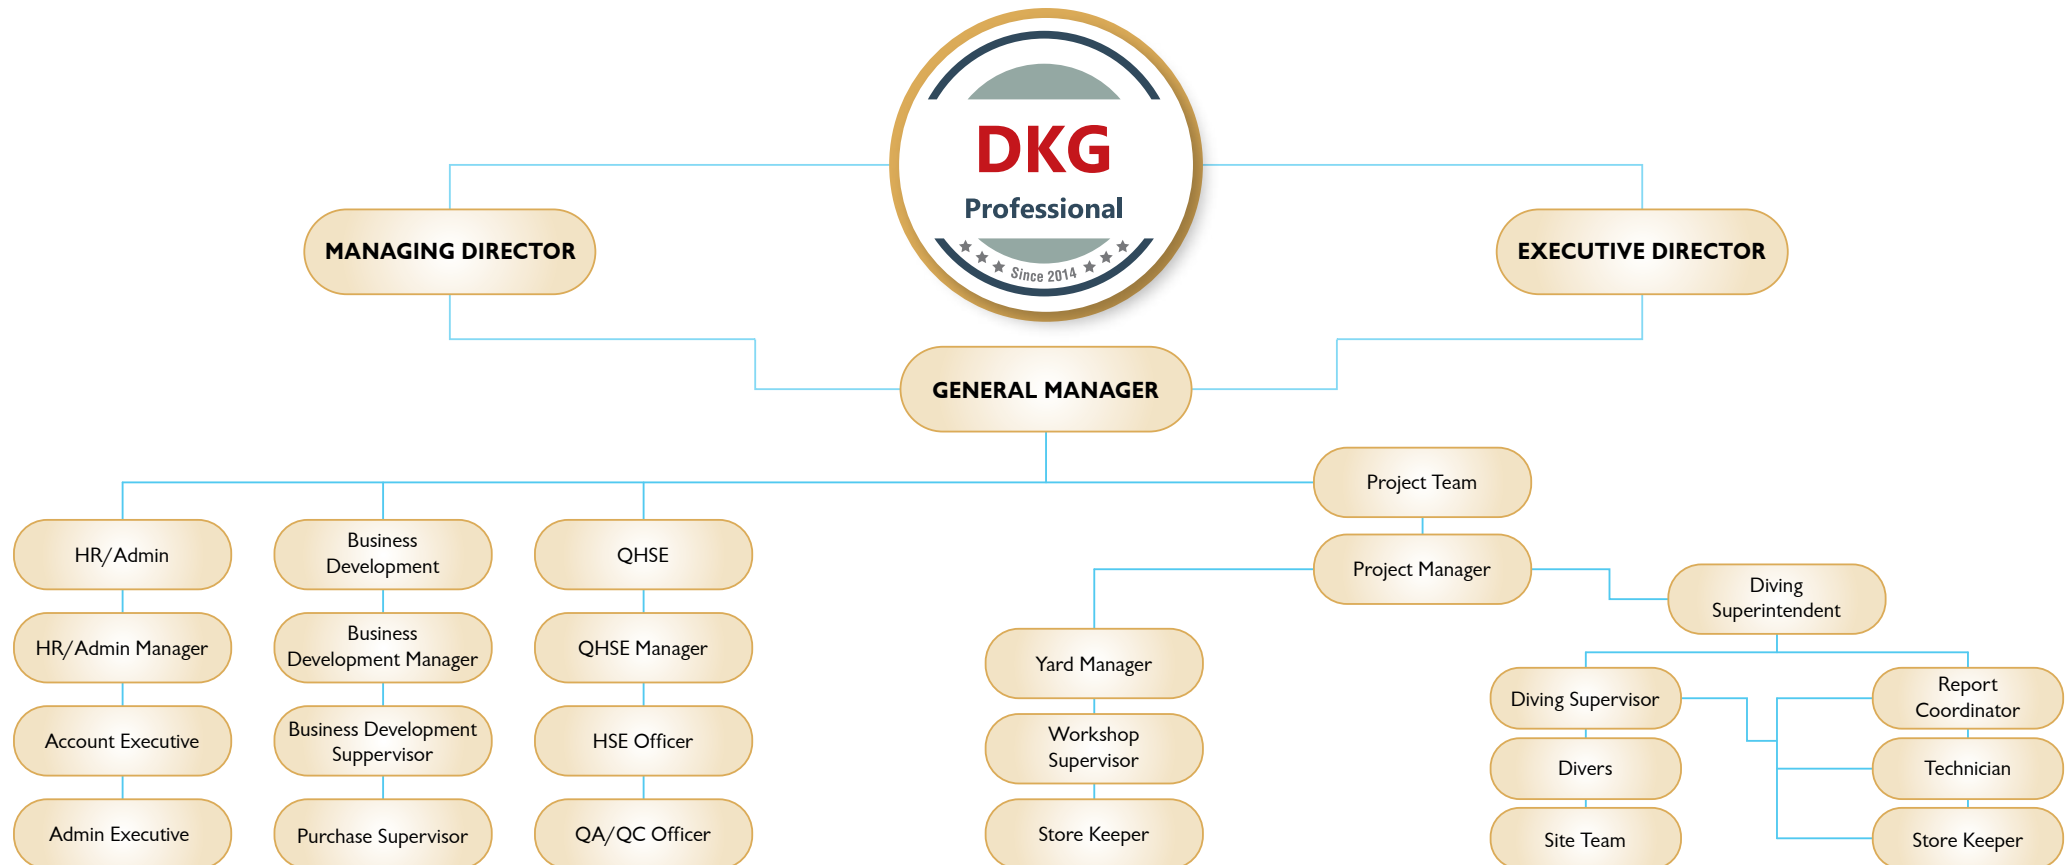 DKG
Professional
Since 2014
MANAGING DIRECTOR
EXECUTIVE DIRECTOR
GENERAL MANAGER
Project Team
HR/Admin
Business
Development
QHSE
Project Manager
Diving
Superintendent
HR/Admin Manager
Business
Development Manager
QHSE Manager
Yard Manager
Diving Supervisor
Report
Coordinator
Account Executive
Business Development
Suppervisor
HSE Officer
Workshop
Supervisor
Divers
Technician
Admin Executive
Purchase Supervisor
QA/QC Officer
Store Keeper
Site Team
Store Keeper